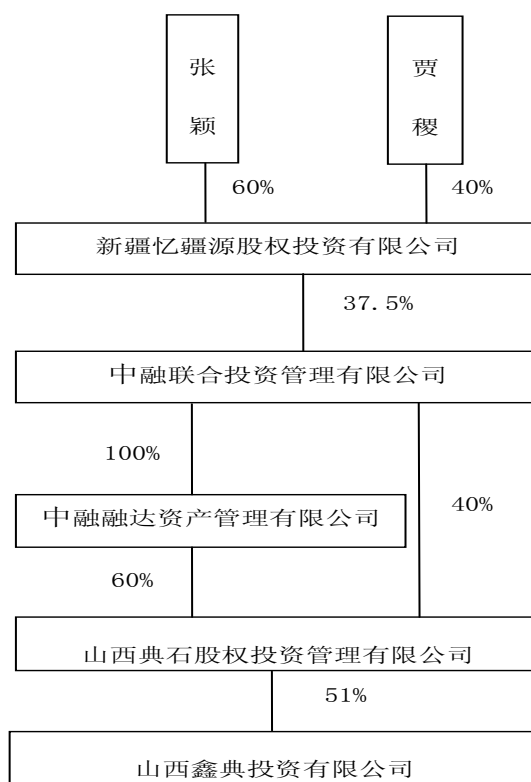 张 贾
颖 稷
60% 40%
新疆忆疆源股权投资有限公司
37.5%
中融联合投资管理有限公司
100%
40%
中融融达资产管理有限公司
60%
山西典石股权投资管理有限公司
51%
山西鑫典投资有限公司